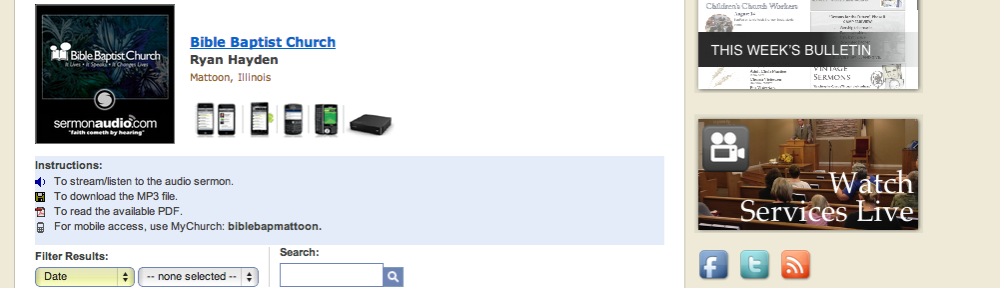 Bible Baptist Church
It Lives • It Speaks • It Changes Lives
sermonaudio.com
"faith cometh by hearing"
Bible Baptist Church
Ryan Hayden
Mattoon, Illinois
Instructions:
To stream/listen to the audio sermon.
To download the MP3 file.
To read the available PDF.
For mobile access, use MyChurch: biblebapmattoon.
Filter Results:
Date
-- none selected --
Search:
Children's Church Workers
August
THIS WEEK'S BULLETIN
VINTAGE
SERMONS
Watch
Services Live